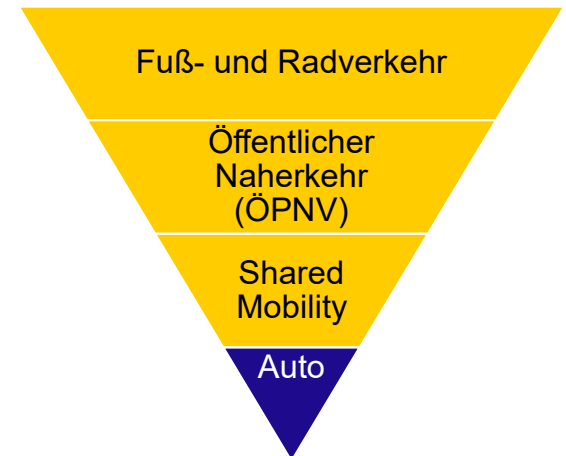 Fuß- und Radverkehr
Öffentlicher
Naherkehr
(ÖPNV)
Shared
Mobility
Auto